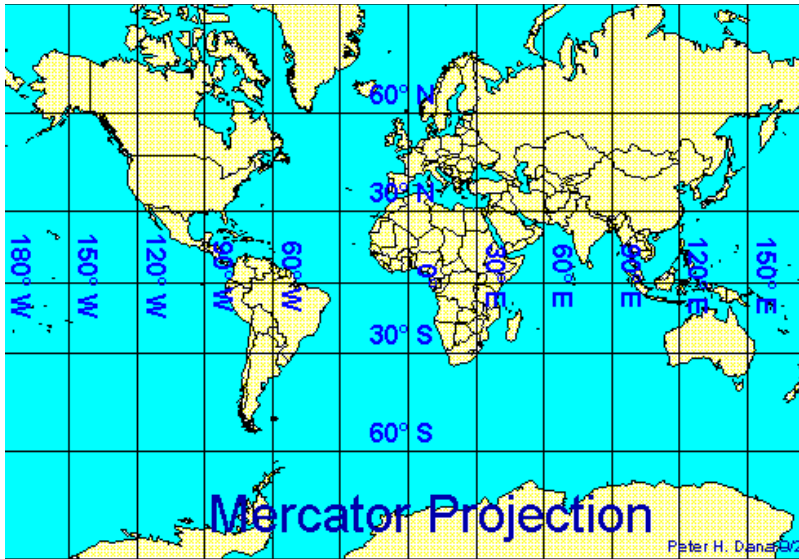 60° N
30° N
180° W
150° W
120° W
90° W
60° W
0°
30° E
60° E
90° E
120° E
150° E
30° S
60° S
Mercator Projection
Peter H. Dana